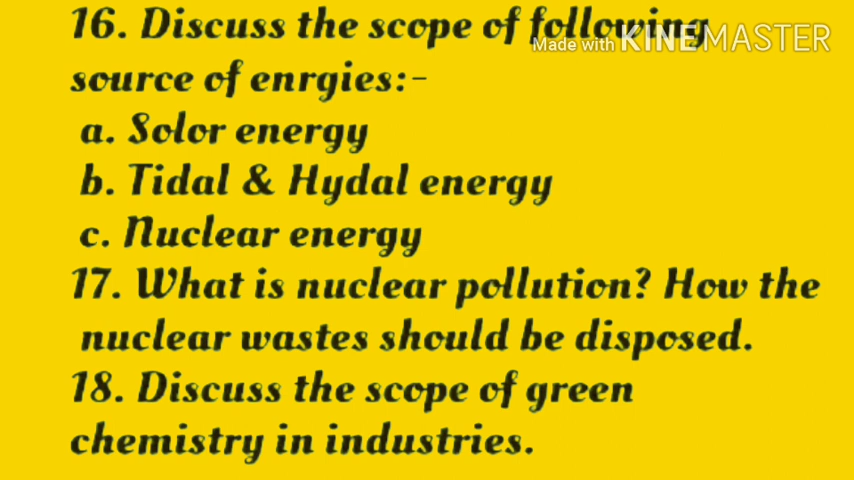 16. Discuss the scope of following
Made with KINEMASTER
source of enrgies:-
a. Solor energy
b. Tidal & Hydal energy
c. Nuclear energy
17. What is nuclear pollution? How the
nuclear wastes should be disposed.
18. Discuss the scope of green
chemistry in industries.